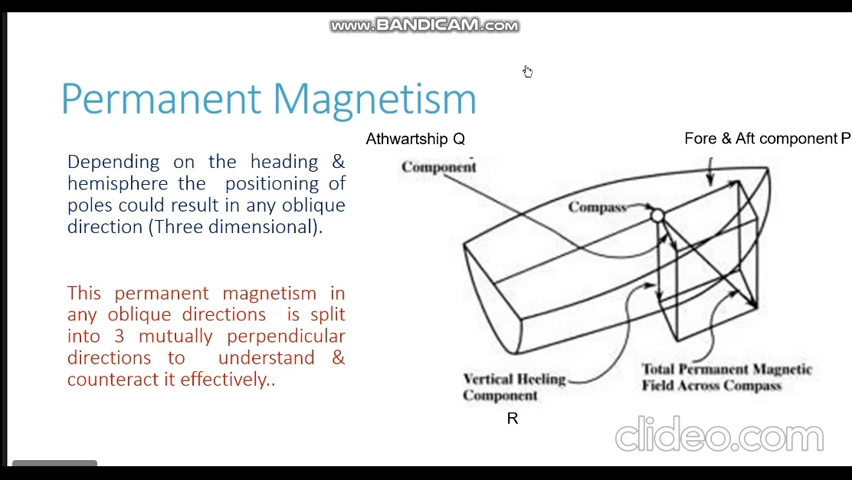 www.BANDICAM.com
Permanent Magnetism
Athwartship Q
Fore & Aft component P
Depending on the heading &
hemisphere the positioning of
poles could result in any oblique
direction (Three dimensional).
Component
Compass
This permanent magnetism in
any oblique directions is split
into 3 mutually perpendicular
directions to understand &
counteract it effectively..
Vertical Heeling
Component
R
Total Permanent Magnetic
Field Across Compass
clideo.com